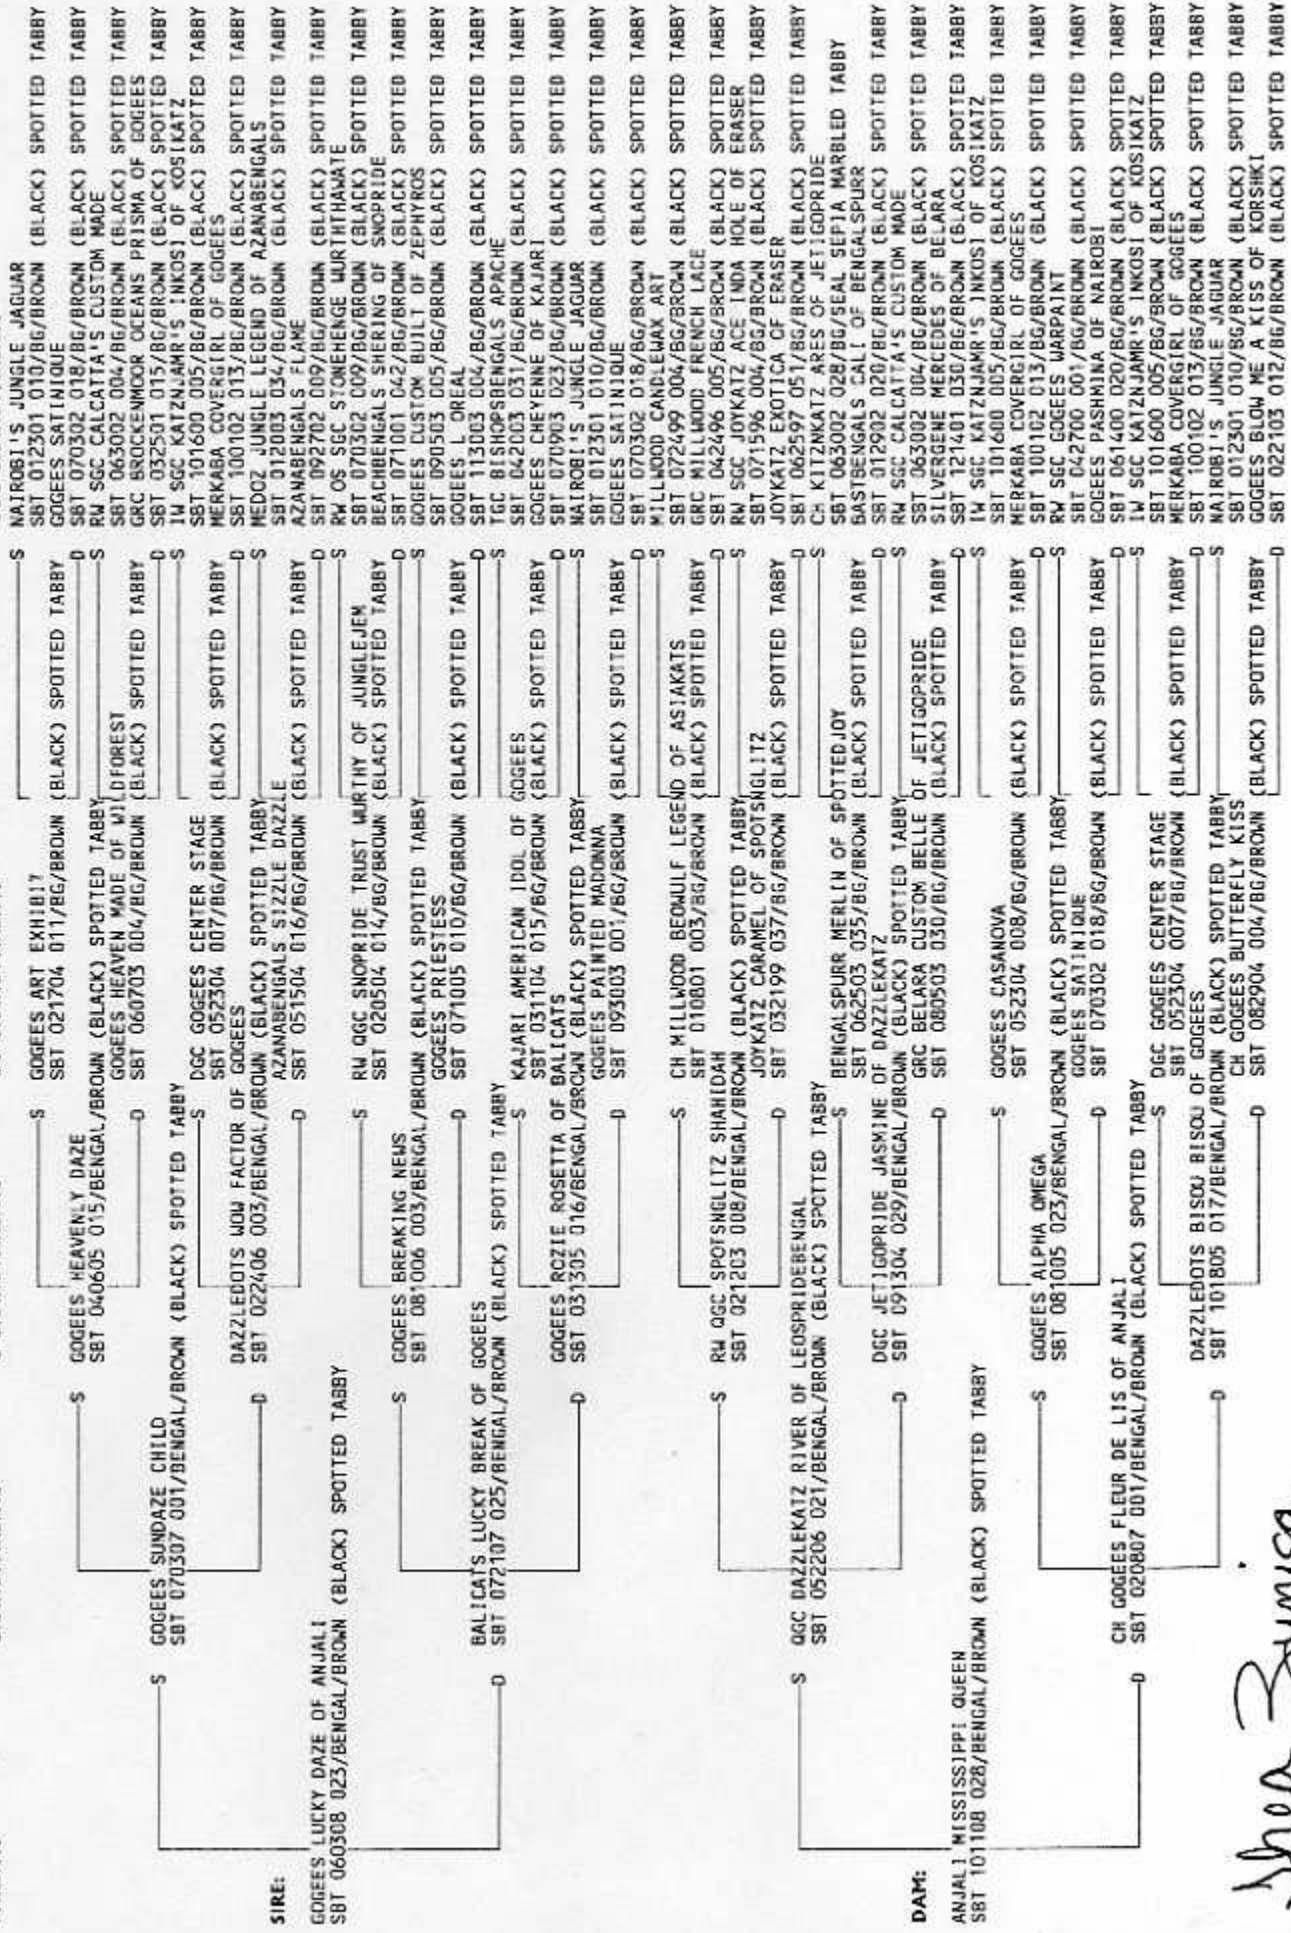 SIRE:
GOGEES LUCKY DAZE OF ANJALI
SBT 060308 023/BENGAL/BROWN (BLACK) SPOTTED TABBY
DAM:
ANJALI MISSISSIPPI QUEEN
SBT 101108 028/BENGAL/BROWN (BLACK) SPOTTED TABBY
S
GOGEES SUNDAZE CHILD
SBT 070307 001/BENGAL/BROWN (BLACK) SPOTTED TABBY
D
BALICATS LUCKY BREAK OF GOGEES
SBT 072107 025/BENGAL/BROWN (BLACK) SPOTTED TABBY
S
QGC DAZZLEKATZ RIVER OF LEOSPRIDEBENGAL
SBT 052206 021/BENGAL/BROWN (BLACK) SPOTTED TABBY
D
CH GOGEES FLEUR DE LIS OF ANJALI
SBT 020807 001/BENGAL/BROWN (BLACK) SPOTTED TABBY
S
GOGEES HEAVENLY DAZE
SBT 040605 015/BENGAL/BROWN (BLACK) SPOTTED TABBY
D
DAZZLEDOTS WOW FACTOR OF GOGEES
SBT 022406 003/BENGAL/BROWN (BLACK) SPOTTED TABBY
S
GOGEES BREAKING NEWS
SBT 081006 003/BENGAL/BROWN (BLACK) SPOTTED TABBY
D
GOGEES ROZIE ROSETTA OF BALICATS
SBT 031305 016/BENGAL/BROWN (BLACK) SPOTTED TABBY
S
RW QGC SPOTSNGLITZ SHAHIDAH
SBT 021203 008/BENGAL/BROWN (BLACK) SPOTTED TABBY
D
DGC JETIGOPRIDE JASMINE OF DAZZLEKATZ
SBT 091304 029/BENGAL/BROWN (BLACK) SPOTTED TABBY
S
GOGEES ALPHA OMEGA
SBT 081005 023/BENGAL/BROWN (BLACK) SPOTTED TABBY
D
DAZZLEDOTS BISOU BISOU OF GOGEES
SBT 101805 017/BENGAL/BROWN (BLACK) SPOTTED TABBY
S
GOGEES ART EXHIBIT
SBT 021704 011/BG/BROWN (BLACK) SPOTTED TABBY
D
GOGEES HEAVEN MADE OF WILDFOREST
SBT 060703 004/BG/BROWN (BLACK) SPOTTED TABBY
S
DGC GOGEES CENTER STAGE
SBT 052304 007/BG/BROWN (BLACK) SPOTTED TABBY
D
AZANABENGALS SIZZLE DAZZLE
SBT 051504 016/BG/BROWN (BLACK) SPOTTED TABBY
S
RW QGC SNOPRIDE TRUST WURTHY OF JUNGLEJEM
SBT 020504 014/BG/BROWN (BLACK) SPOTTED TABBY
D
GOGEES PRIESTESS
SBT 071005 010/BG/BROWN (BLACK) SPOTTED TABBY
S
KAJARI AMERICAN IDOL OF GOGEES
SBT 031104 015/BG/BROWN (BLACK) SPOTTED TABBY
D
GOGEES PAINTED MADONNA
SBT 093003 001/BG/BROWN (BLACK) SPOTTED TABBY
S
CH MILLWOOD BEOWULF LEGEND OF ASIAKATS
SBT 010801 003/BG/BROWN (BLACK) SPOTTED TABBY
D
JOYKATZ CARAMEL OF SPOTSNGLITZ
SBT 032199 037/BG/BROWN (BLACK) SPOTTED TABBY
S
BENGALSPURR MERLIN OF SPOTTEDJOY
SBT 062503 035/BG/BROWN (BLACK) SPOTTED TABBY
D
GRC BELARA CUSTOM BELLE OF JETIGOPRIDE
SBT 080503 030/BG/BROWN (BLACK) SPOTTED TABBY
S
GOGEES CASANOVA
SBT 052304 008/BG/BROWN (BLACK) SPOTTED TABBY
D
GOGEES SATINIQUE
SBT 070302 018/BG/BROWN (BLACK) SPOTTED TABBY
S
DGC GOGEES CENTER STAGE
SBT 052304 007/BG/BROWN (BLACK) SPOTTED TABBY
D
CH GOGEES BUTTERFLY KISS
SBT 082904 004/BG/BROWN (BLACK) SPOTTED TABBY
S
NAIROBI'S JUNGLE JAGUAR
SBT 012301 010/BG/BROWN (BLACK) SPOTTED TABBY
D
GOGEES SATINIQUE
SBT 070302 018/BG/BROWN (BLACK) SPOTTED TABBY
S
RW SGC CALCATTA'S CUSTOM MADE
SBT 063002 004/BG/BROWN (BLACK) SPOTTED TABBY
D
GRC BROCKENMOOR OCEANS PRISMA OF GOGEES
SBT 032501 015/BG/BROWN (BLACK) SPOTTED TABBY
S
IW SGC KATZNJAMR'S INKOSI OF KOSIKATZ
SBT 101600 005/BG/BROWN (BLACK) SPOTTED TABBY
D
MERKABA COVERGIRL OF GOGEES
SBT 100102 013/BG/BROWN (BLACK) SPOTTED TABBY
S
MEDOZ JUNGLE LEGEND OF AZANABENGALS
SBT 012003 034/BG/BROWN (BLACK) SPOTTED TABBY
D
AZANABENGALS FLAME
SBT 092702 009/BG/BROWN (BLACK) SPOTTED TABBY
S
RW OS SGC STONEHENGE WURTHTHAWATE
SBT 070302 009/BG/BROWN (BLACK) SPOTTED TABBY
D
BEACHBENGALS SHERING OF SNOPRIDE
SBT 071001 042/BG/BROWN (BLACK) SPOTTED TABBY
S
GOGEES CUSTOM BUILT OF ZEPHYROS
SBT 090503 005/BG/BROWN (BLACK) SPOTTED TABBY
D
GOGEES L OREAL
SBT 113003 004/BG/BROWN (BLACK) SPOTTED TABBY
S
TGC BISHOPSBENGALS APACHE
SBT 042003 031/BG/BROWN (BLACK) SPOTTED TABBY
D
GOGEES CHEYENNE OF KAJARI
SBT 070903 023/BG/BROWN (BLACK) SPOTTED TABBY
S
NAIROBI'S JUNGLE JAGUAR
SBT 012301 010/BG/BROWN (BLACK) SPOTTED TABBY
D
GOGEES SATINIQUE
SBT 070302 018/BG/BROWN (BLACK) SPOTTED TABBY
S
MILLWOOD CANDLEWAX ART
SBT 072499 004/BG/BROWN (BLACK) SPOTTED TABBY
D
GRC MILLWOOD FRENCH LACE
SBT 042496 005/BG/BROWN (BLACK) SPOTTED TABBY
S
RW SGC JOYKATZ ACE INDA HOLE OF ERASER
SBT 071596 004/BG/BROWN (BLACK) SPOTTED TABBY
D
JOYKATZ EXOTICA OF ERASER
SBT 062597 051/BG/BROWN (BLACK) SPOTTED TABBY
S
CH KITZNKATZ ARES OF JETIGOPRIDE
SBT 063002 028/BG/SEAL SEPIA MARBLED TABBY
D
BASTBENGALS CALI OF BENGALSPURR
SBT 012902 020/BG/BROWN (BLACK) SPOTTED TABBY
S
RW SGC CALCATTA'S CUSTOM MADE
SBT 063002 004/BG/BROWN (BLACK) SPOTTED TABBY
D
SILVERGENE MERCEDES OF BELARA
SBT 121401 030/BG/BROWN (BLACK) SPOTTED TABBY
S
IW SGC KATZNJAMR'S INKOSI OF KOSIKATZ
SBT 101600 005/BG/BROWN (BLACK) SPOTTED TABBY
D
MERKABA COVERGIRL OF GOGEES
SBT 100102 013/BG/BROWN (BLACK) SPOTTED TABBY
S
RW SGC GOGEES WARPAINT
SBT 042700 001/BG/BROWN (BLACK) SPOTTED TABBY
D
GOGEES PASHMINA OF NAIROBI
SBT 061400 020/BG/BROWN (BLACK) SPOTTED TABBY
S
IW SGC KATZNJAMR'S INKOSI OF KOSIKATZ
SBT 101600 005/BG/BROWN (BLACK) SPOTTED TABBY
D
MERKABA COVERGIRL OF GOGEES
SBT 100102 013/BG/BROWN (BLACK) SPOTTED TABBY
S
NAIROBI'S JUNGLE JAGUAR
SBT 012301 010/BG/BROWN (BLACK) SPOTTED TABBY
D
GOGEES BLOW ME A KISS OF KORSHKI
SBT 022103 012/BG/BROWN (BLACK) SPOTTED TABBY